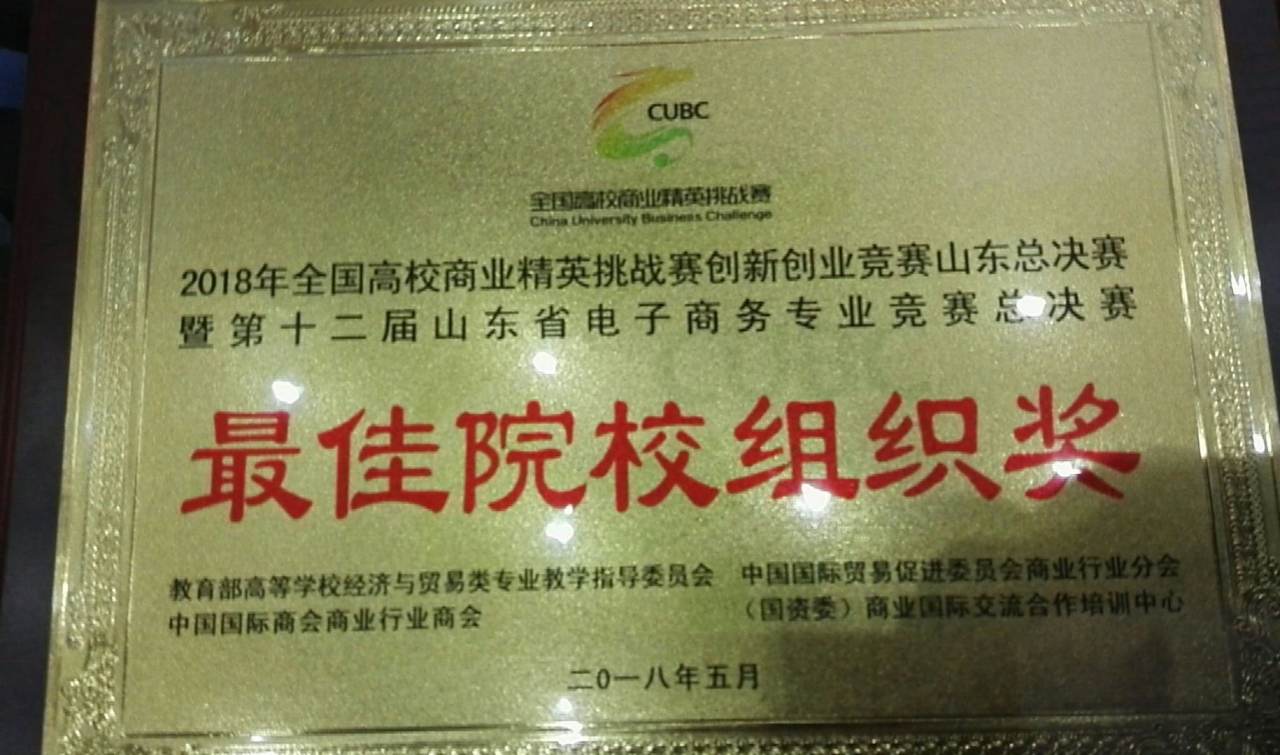 CUBC
全国高校商业精英挑战赛
China University Business Challenge
2018年全国高校商业精英挑战赛创新创业竞赛山东总决赛
暨第十二届山东省电子商务专业竞赛总决赛
最佳院校组织奖
教育部高等学校经济与贸易类专业教学指导委员会 中国国际贸易促进委员会商业行业分会
中国国际商会商业行业商会 （国资委）商业国际交流合作培训中心
二0一八年五月